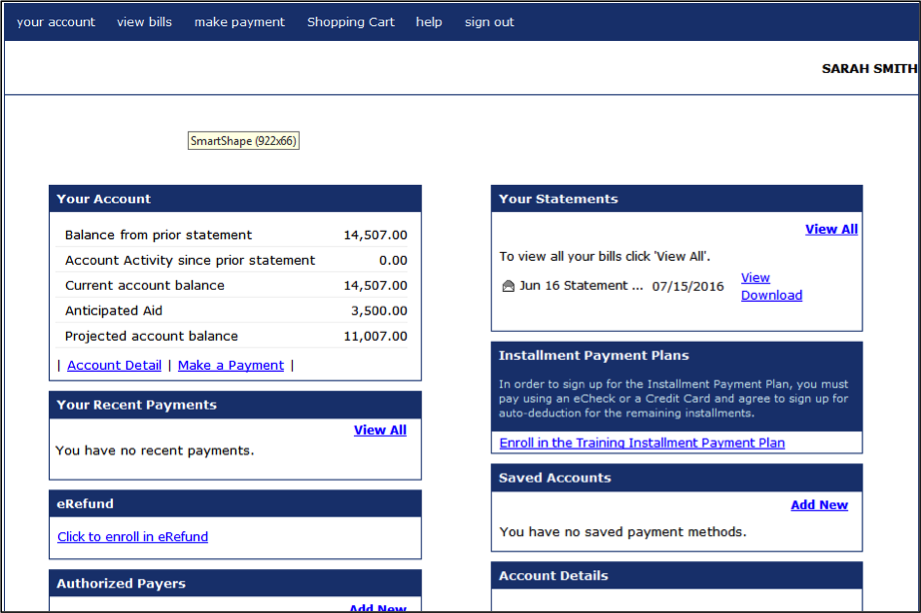 your account view bills make payment Shopping Cart help sign out
SARAH SMITH
SmartShape (922x66)
Your Account
Balance from prior statement 14,507.00
Account Activity since prior statement 0.00
Current account balance 14,507.00
Anticipated Aid 3,500.00
Projected account balance 11,007.00
| Account Detail | Make a Payment |
Your Recent Payments
View All
You have no recent payments.
eRefund
Click to enroll in eRefund
Authorized Payers
Add New
Your Statements
View All
To view all your bills click 'View All'.
Jun 16 Statement ... 07/15/2016 View
Download
Installment Payment Plans
In order to sign up for the Installment Payment Plan, you must
pay using an eCheck or a Credit Card and agree to sign up for
auto-deduction for the remaining installments.
Enroll in the Training Installment Payment Plan
Saved Accounts
Add New
You have no saved payment methods.
Account Details